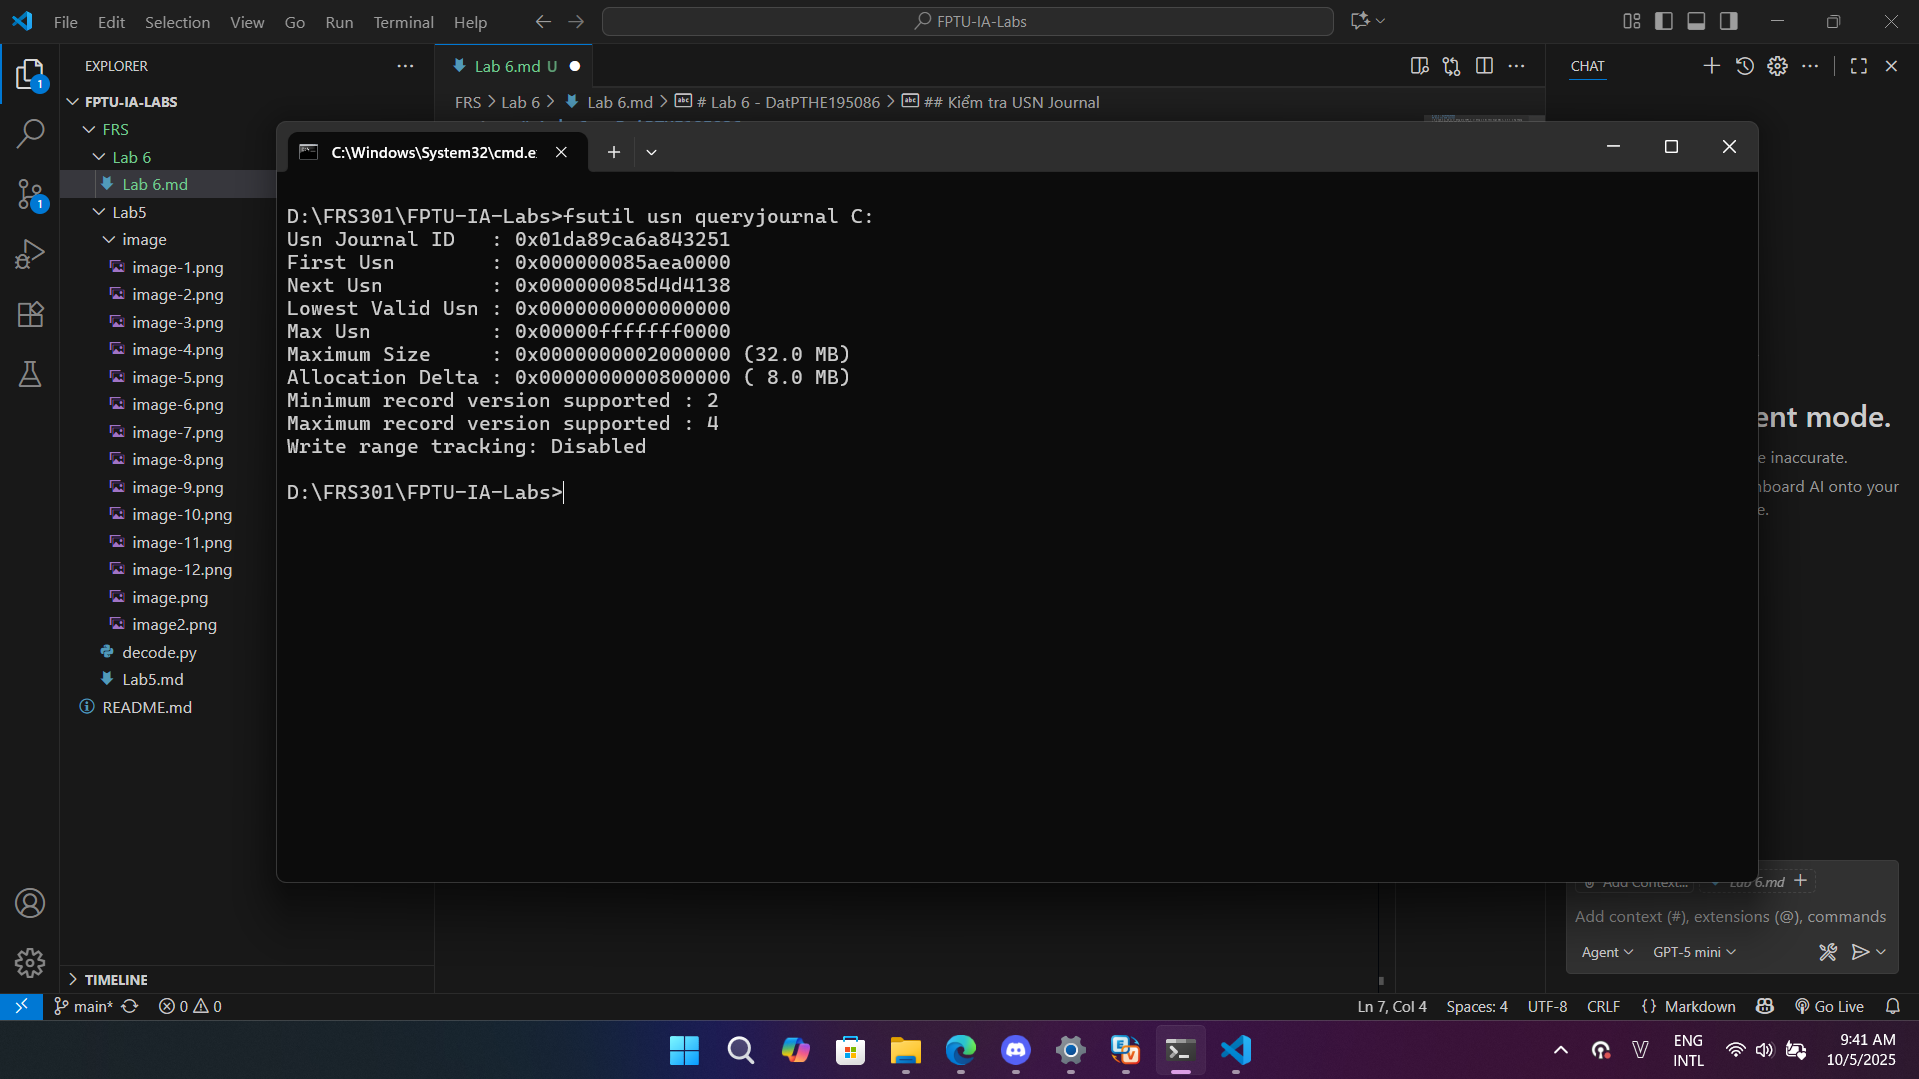 File Edit Selection View Go Run Terminal Help
FPTU-IA-Labs
EXPLORER
Lab 6.md U
CHAT
FPTU-IA-LABS
FRS > Lab 6 > Lab 6.md > # Lab 6 - DatPTHE195086 > ## Kiểm tra USN Journal
FRS
Lab 6
Lab 6.md
Lab5
image
image-1.png
image-2.png
image-3.png
image-4.png
image-5.png
image-6.png
image-7.png
image-8.png
image-9.png
image-10.png
image-11.png
image-12.png
image.png
image2.png
decode.py
Lab5.md
README.md
TIMELINE
C:\Windows\System32\cmd.e
D:\FRS301\FPTU-IA-Labs>fsutil usn queryjournal C:
Usn Journal ID : 0x01da89ca6a843251
First Usn : 0x000000085aea0000
Next Usn : 0x000000085d4d4138
Lowest Valid Usn : 0x0000000000000000
Max Usn : 0x00000fffffff0000
Maximum Size : 0x0000000002000000 (32.0 MB)
Allocation Delta : 0x0000000000800000 ( 8.0 MB)
Minimum record version supported : 2
Maximum record version supported : 4
Write range tracking: Disabled
D:\FRS301\FPTU-IA-Labs>
ent mode.
e inaccurate.
board AI onto your
e.
Add Context... Lab 6.md
Add context (#), extensions (@), commands
Agent GPT-5 mini
main* 0 0
Ln 7, Col 4 Spaces: 4 UTF-8 CRLF {} Markdown Go Live
ENG
INTL
9:41 AM
10/5/2025